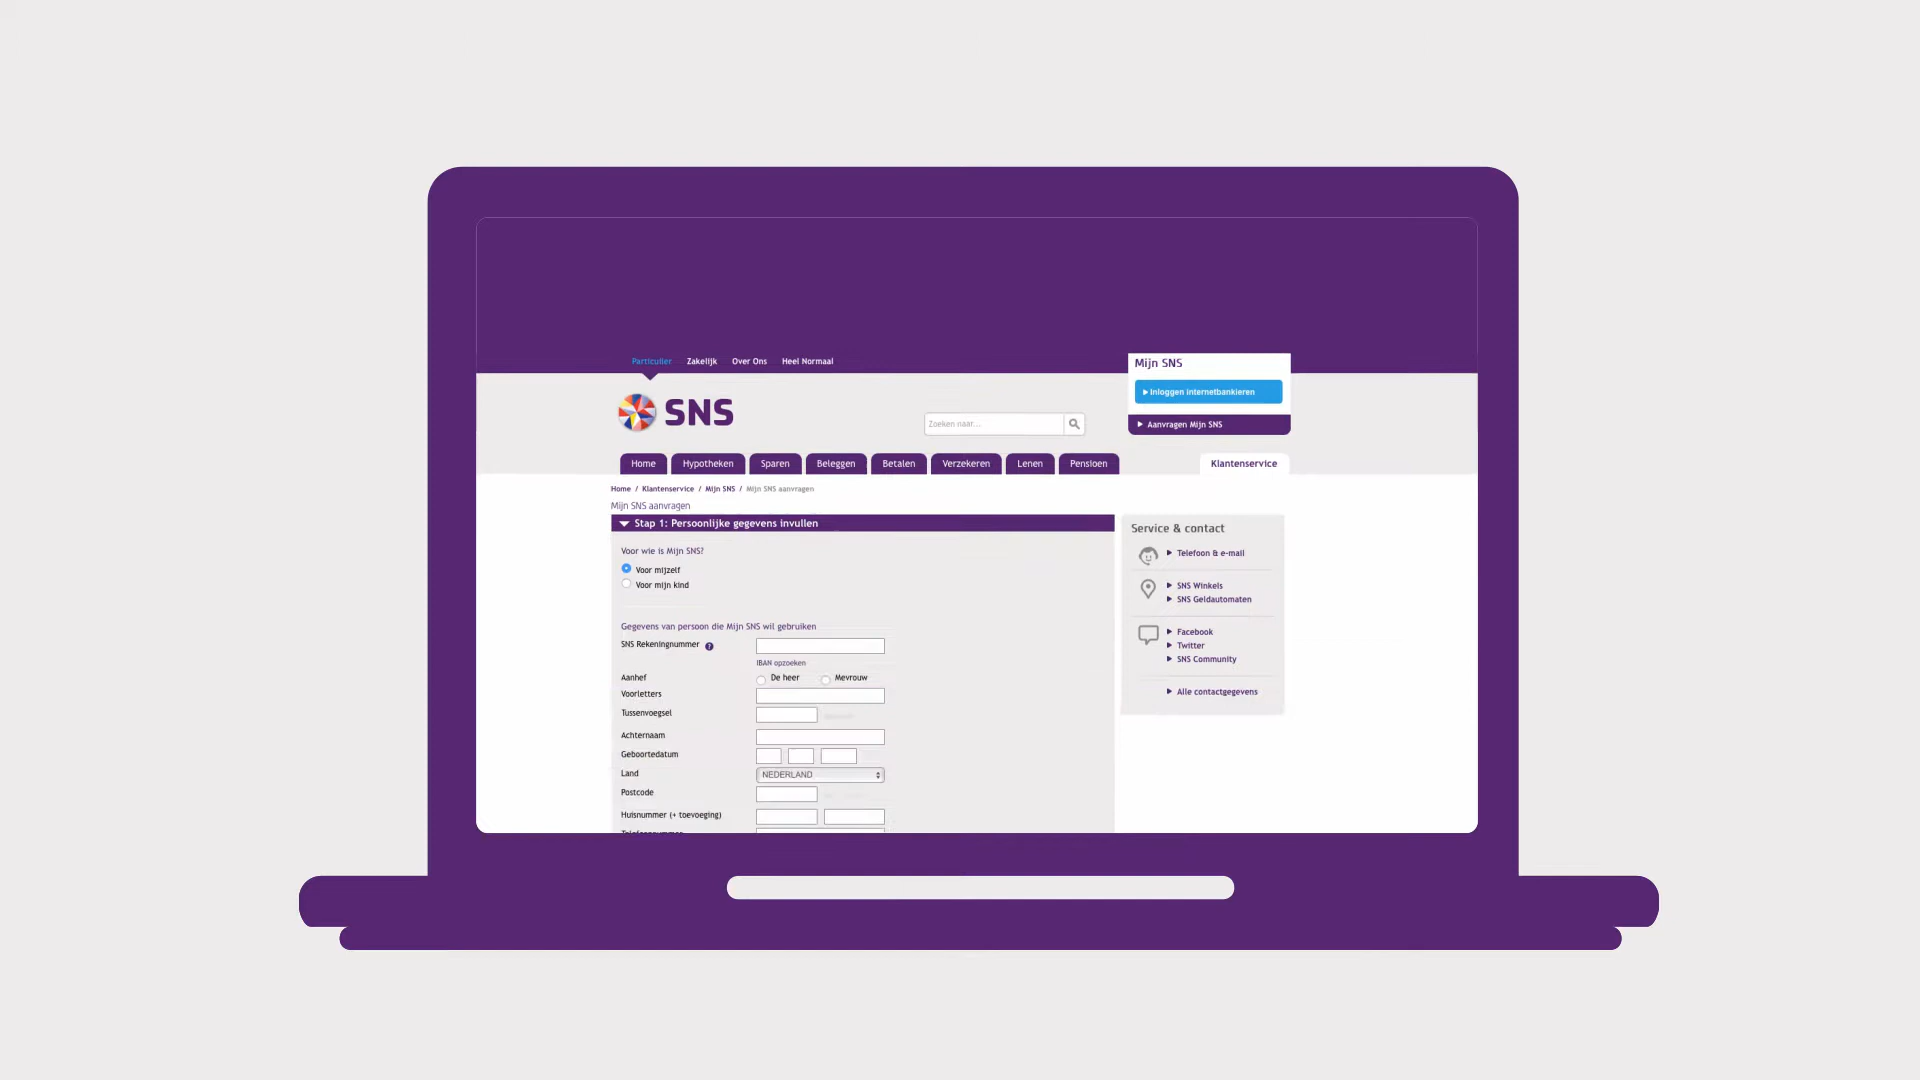 Particulier Zakelijk Over Ons Heel Normaal
Mijn SNS
Inloggen internetbankieren
SNS
Zoeken naar...
Aanvragen Mijn SNS
Home Hypotheken Sparen Beleggen Betalen Verzekeren Lenen Pensioen Klantenservice
Home / Klantenservice / Mijn SNS / Mijn SNS aanvragen
Mijn SNS aanvragen
Stap 1: Persoonlijke gegevens invullen
Voor wie is Mijn SNS?
Voor mijzelf
Voor mijn kind
Gegevens van persoon die Mijn SNS wil gebruiken
SNS Rekeningnummer ?
IBAN opzoeken
Aanhef De heer Mevrouw
Voorletters
Tussenvoegsel
Achternaam
Geboortedatum
Land NEDERLAND
Postcode
Huisnummer (+ toevoeging)
Service & contact
Telefoon & e-mail
SNS Winkels
SNS Geldautomaten
Facebook
Twitter
SNS Community
Alle contactgegevens